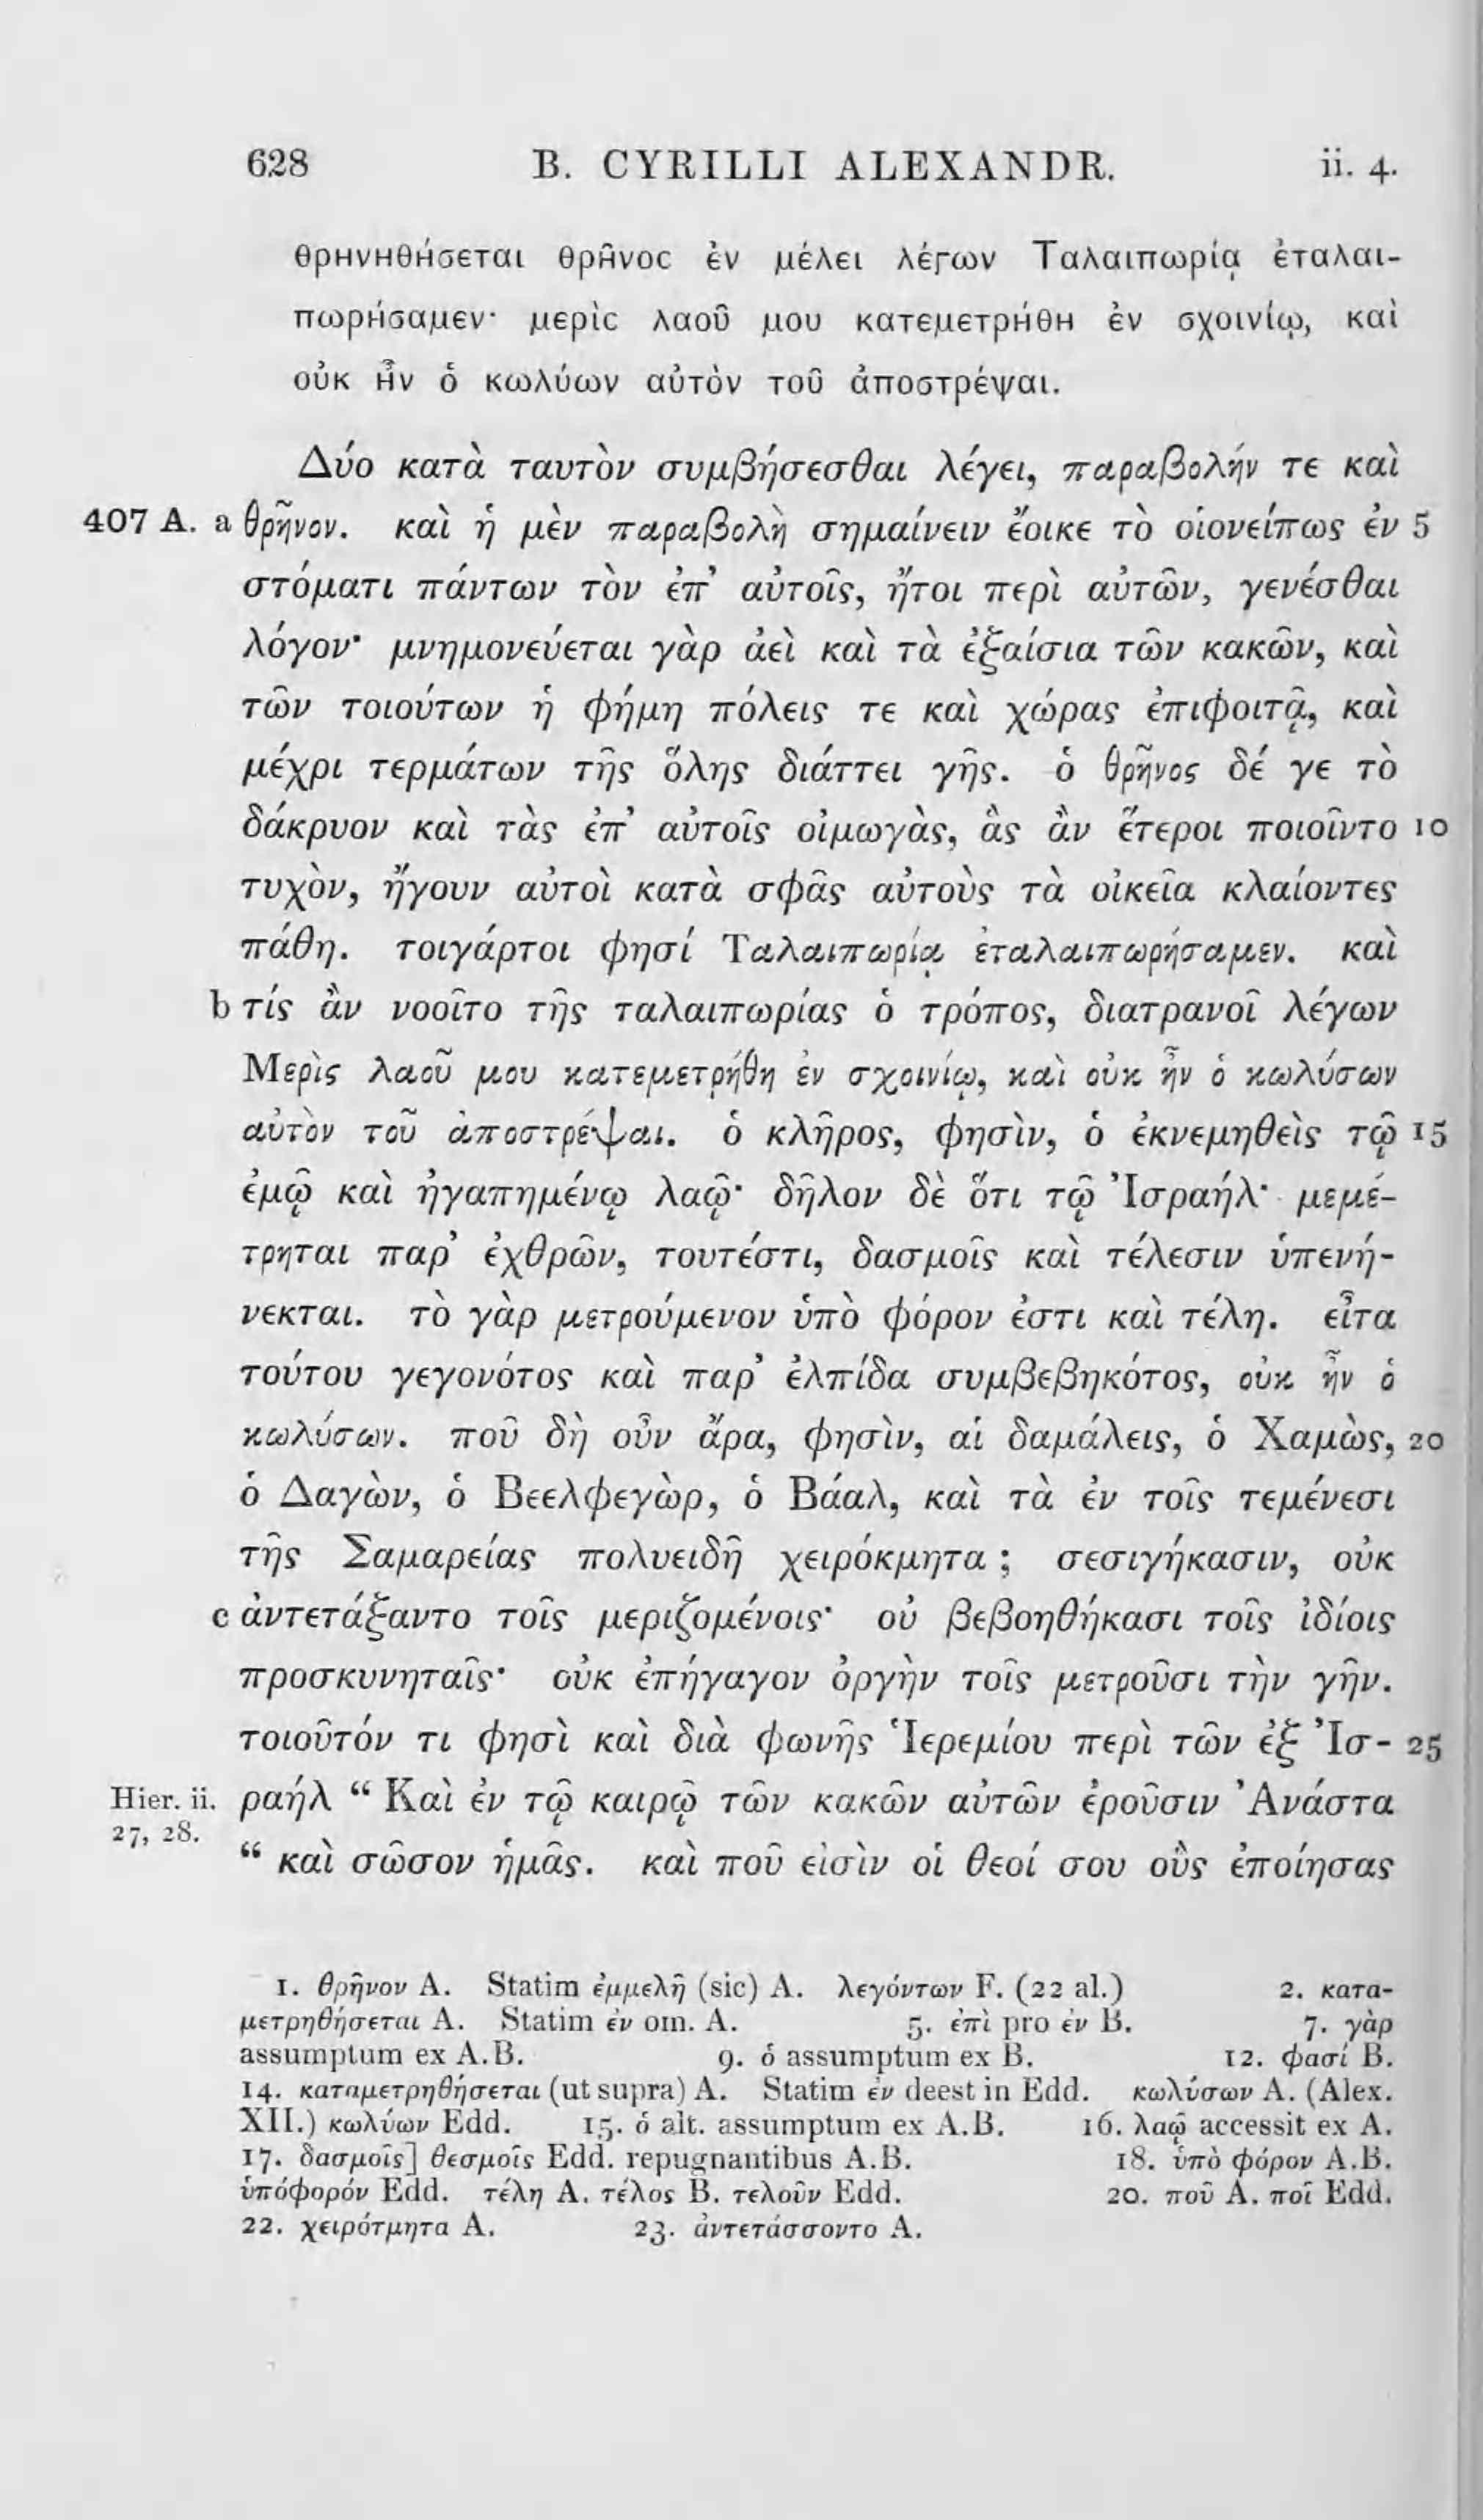 628 B. CYRILLI ALEXANDR. ii. 4.
θρηνηθήσεται θρῆνος ἐν μέλει λέγων Ταλαιπωρίᾳ ἐταλαι-
πωρήσαμεν· μερὶς λαοῦ μου κατεμετρήθη ἐν σχοινίῳ, καὶ
οὐκ ἦν ὁ κωλύων αὐτὸν τοῦ ἀποστρέψαι.
Δύο κατὰ ταυτὸν συμβήσεσθαι λέγει, παραβολήν τε καὶ
407 A. a θρῆνον. καὶ ἡ μὲν παραβολὴ σημαίνειν ἔοικε τὸ οἱονείπως ἐν 5
στόματι πάντων τὸν ἐπ’ αὐτοῖς, ἤτοι περὶ αὐτῶν, γενέσθαι
λόγον· μνημονεύεται γὰρ ἀεὶ καὶ τὰ ἐξαίσια τῶν κακῶν, καὶ
τῶν τοιούτων ἡ φήμη πόλεις τε καὶ χώρας ἐπιφοιτᾷ, καὶ
μέχρι τερμάτων τῆς ὅλης διάττει γῆς. ὁ θρῆνος δέ γε τὸ
δάκρυον καὶ τὰς ἐπ’ αὐτοῖς οἰμωγὰς, ἃς ἂν ἕτεροι ποιοῖντο 10
τυχὸν, ἤγουν αὐτοὶ κατὰ σφᾶς αὐτοὺς τὰ οἰκεῖα κλαίοντες
πάθη. τοιγάρτοι φησί Ταλαιπωρίᾳ ἐταλαιπωρήσαμεν. καὶ
b τίς ἂν νοοῖτο τῆς ταλαιπωρίας ὁ τρόπος, διατρανοῖ λέγων
Μερὶς λαοῦ μου κατεμετρήθη ἐν σχοινίῳ, καὶ οὐκ ἦν ὁ κωλύσων
αὐτὸν τοῦ ἀποστρέψαι. ὁ κλῆρος, φησὶν, ὁ ἐκνεμηθεὶς τῷ 15
ἐμῷ καὶ ἠγαπημένῳ λαῷ· δῆλον δὲ ὅτι τῷ Ἰσραήλ· μεμέ-
τρηται παρ’ ἐχθρῶν, τουτέστι, δασμοῖς καὶ τέλεσιν ὑπενή-
νεκται. τὸ γὰρ μετρούμενον ὑπὸ φόρον ἐστι καὶ τέλη. εἶτα
τούτου γεγονότος καὶ παρ’ ἐλπίδα συμβεβηκότος, οὐκ ἦν ὁ
κωλύσων. ποῦ δὴ οὖν ἄρα, φησὶν, αἱ δαμάλεις, ὁ Χαμὼς, 20
ὁ Δαγὼν, ὁ Βεελφεγὼρ, ὁ Βάαλ, καὶ τὰ ἐν τοῖς τεμένεσι
τῆς Σαμαρείας πολυειδῆ χειρόκμητα; σεσιγήκασιν, οὐκ
c ἀντετάξαντο τοῖς μεριζομένοις· οὐ βεβοηθήκασι τοῖς ἰδίοις
προσκυνηταῖς· οὐκ ἐπήγαγον ὀργὴν τοῖς μετροῦσι τὴν γῆν.
τοιοῦτόν τι φησὶ καὶ διὰ φωνῆς Ἱερεμίου περὶ τῶν ἐξ Ἰσ- 25
Hier. ii. ραήλ “ Καὶ ἐν τῷ καιρῷ τῶν κακῶν αὐτῶν ἐροῦσιν Ἀνάστα
27, 28. “ καὶ σῶσον ἡμᾶς. καὶ ποῦ εἰσὶν οἱ θεοί σου οὓς ἐποίησας
1. θρῆνον A. Statim ἐμμελῆ (sic) A. λεγόντων F. (22 al.) 2. κατα-
μετρηθήσεται A. Statim ἐν om. A. 5. ἐπὶ pro ἐν B. 7. γὰρ
assumptum ex A.B. 9. ὁ assumptum ex B. 12. φασί B.
14. καταμετρηθήσεται (ut supra) A. Statim ἐν deest in Edd. κωλύσων A. (Alex.
XII.) κωλύων Edd. 15. ὁ alt. assumptum ex A.B. 16. λαῷ accessit ex A.
17. δασμοῖς] θεσμοῖς Edd. repugnantibus A.B. 18. ὑπὸ φόρον A.B.
ὑπόφορόν Edd. τέλη A. τέλος B. τελοῦν Edd. 20. ποῦ A. ποῖ Edd.
22. χειρότμητα A. 23. ἀντετάσσοντο A.